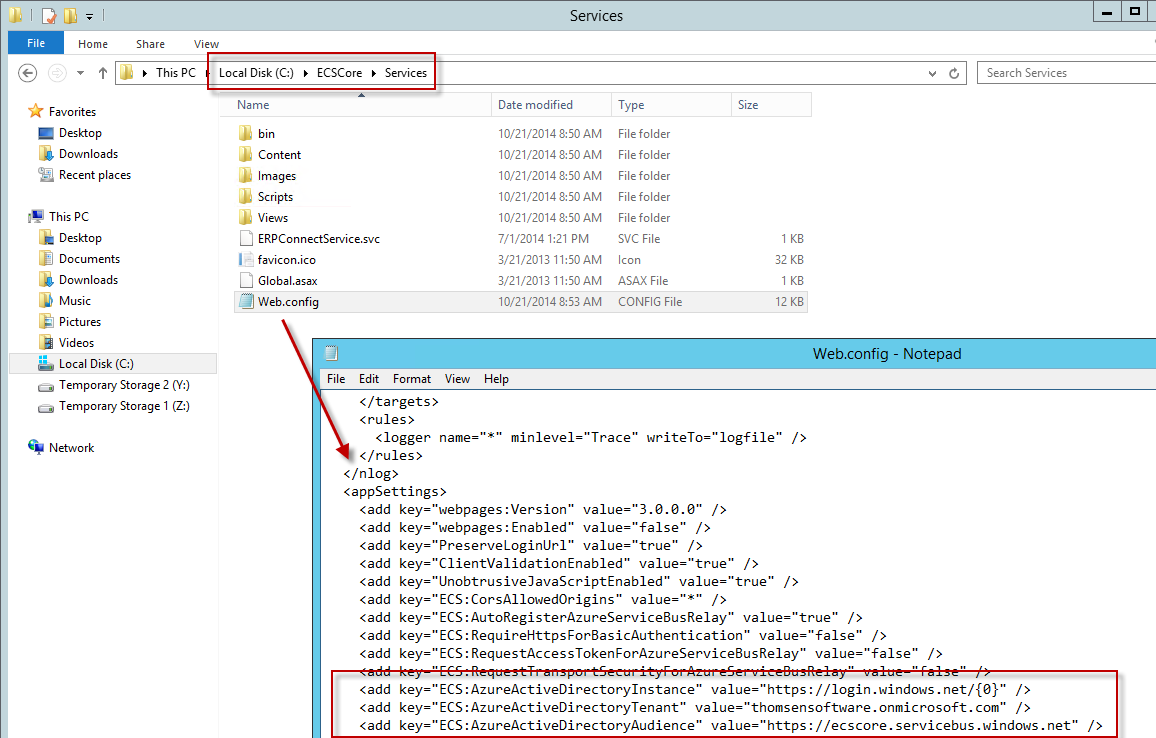 Services
File Home Share View
This PC Local Disk (C:) ECSCore Services
Search Services
Favorites
Desktop
Downloads
Recent places
This PC
Desktop
Documents
Downloads
Music
Pictures
Videos
Local Disk (C:)
Temporary Storage 2 (Y:)
Temporary Storage 1 (Z:)
Network
Name Date modified Type Size
bin 10/21/2014 8:50 AM File folder
Content 10/21/2014 8:50 AM File folder
Images 10/21/2014 8:50 AM File folder
Scripts 10/21/2014 8:50 AM File folder
Views 10/21/2014 8:50 AM File folder
ERPConnectService.svc 7/1/2014 1:21 PM SVC File 1 KB
favicon.ico 3/21/2013 11:50 AM Icon 32 KB
Global.asax 3/21/2013 11:50 AM ASAX File 1 KB
Web.config 10/21/2014 8:53 AM CONFIG File 12 KB
Web.config - Notepad
File Edit Format View Help
</targets>
<rules>
<logger name="*" minlevel="Trace" writeTo="logfile" />
</rules>
</nlog>
<appSettings>
<add key="webpages:Version" value="3.0.0.0" />
<add key="webpages:Enabled" value="false" />
<add key="PreserveLoginUrl" value="true" />
<add key="ClientValidationEnabled" value="true" />
<add key="UnobtrusiveJavaScriptEnabled" value="true" />
<add key="ECS:CorsAllowedOrigins" value="*" />
<add key="ECS:AutoRegisterAzureServiceBusRelay" value="true" />
<add key="ECS:RequireHttpsForBasicAuthentication" value="false" />
<add key="ECS:RequestAccessTokenForAzureServiceBusRelay" value="false" />
<add key="ECS:RequestTransportSecurityForAzureServiceBusRelay" value="false" />
<add key="ECS:AzureActiveDirectoryInstance" value="https://login.windows.net/{0}" />
<add key="ECS:AzureActiveDirectoryTenant" value="thomsensoftware.onmicrosoft.com" />
<add key="ECS:AzureActiveDirectoryAudience" value="https://ecscore.servicebus.windows.net" />